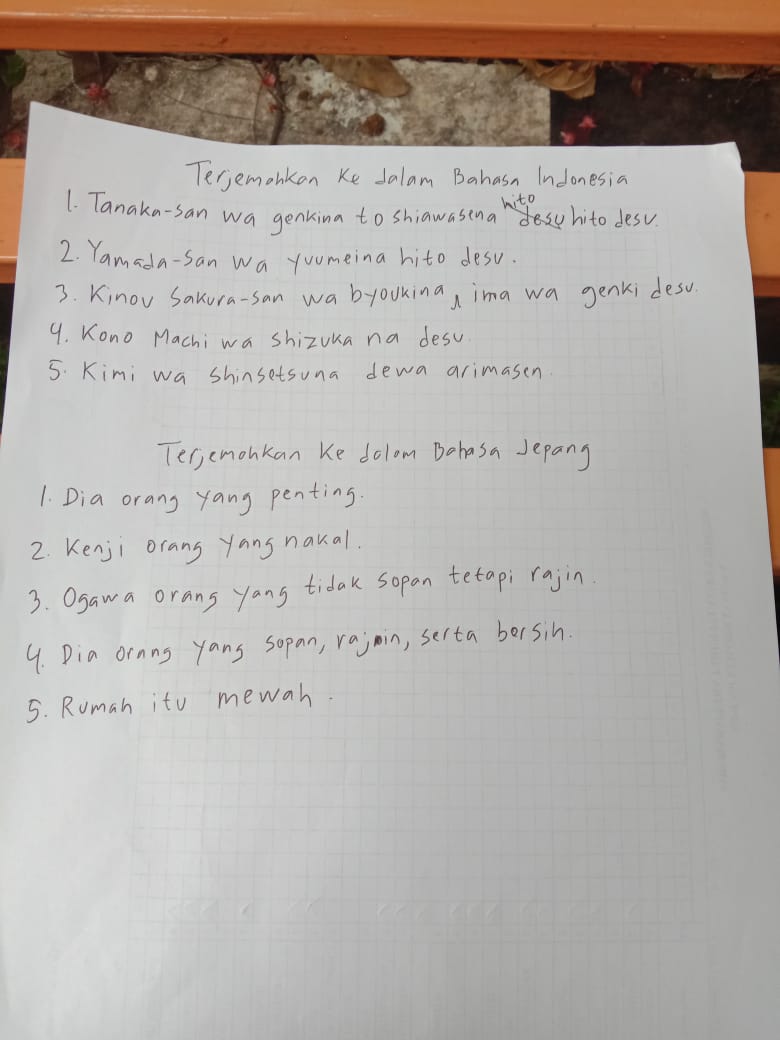 Terjemahkan Ke dalam Bahasa Indonesia
1. Tanaka-san wa genkina to shiawasena hito desu hito desu.
2. Yamada-San wa yuumeina hito desu.
3. Kinou Sakura-san wa byoukina, ima wa genki desu.
4. Kono Machi wa shizuka na desu.
5. Kimi wa shinsetsuna dewa arimasen.
Terjemahkan Ke dalam Bahasa Jepang
1. Dia orang yang penting.
2. Kenji orang yang nakal.
3. Ogawa orang yang tidak sopan tetapi rajin.
4. Dia orang yang sopan, rajin, serta bersih.
5. Rumah itu mewah.